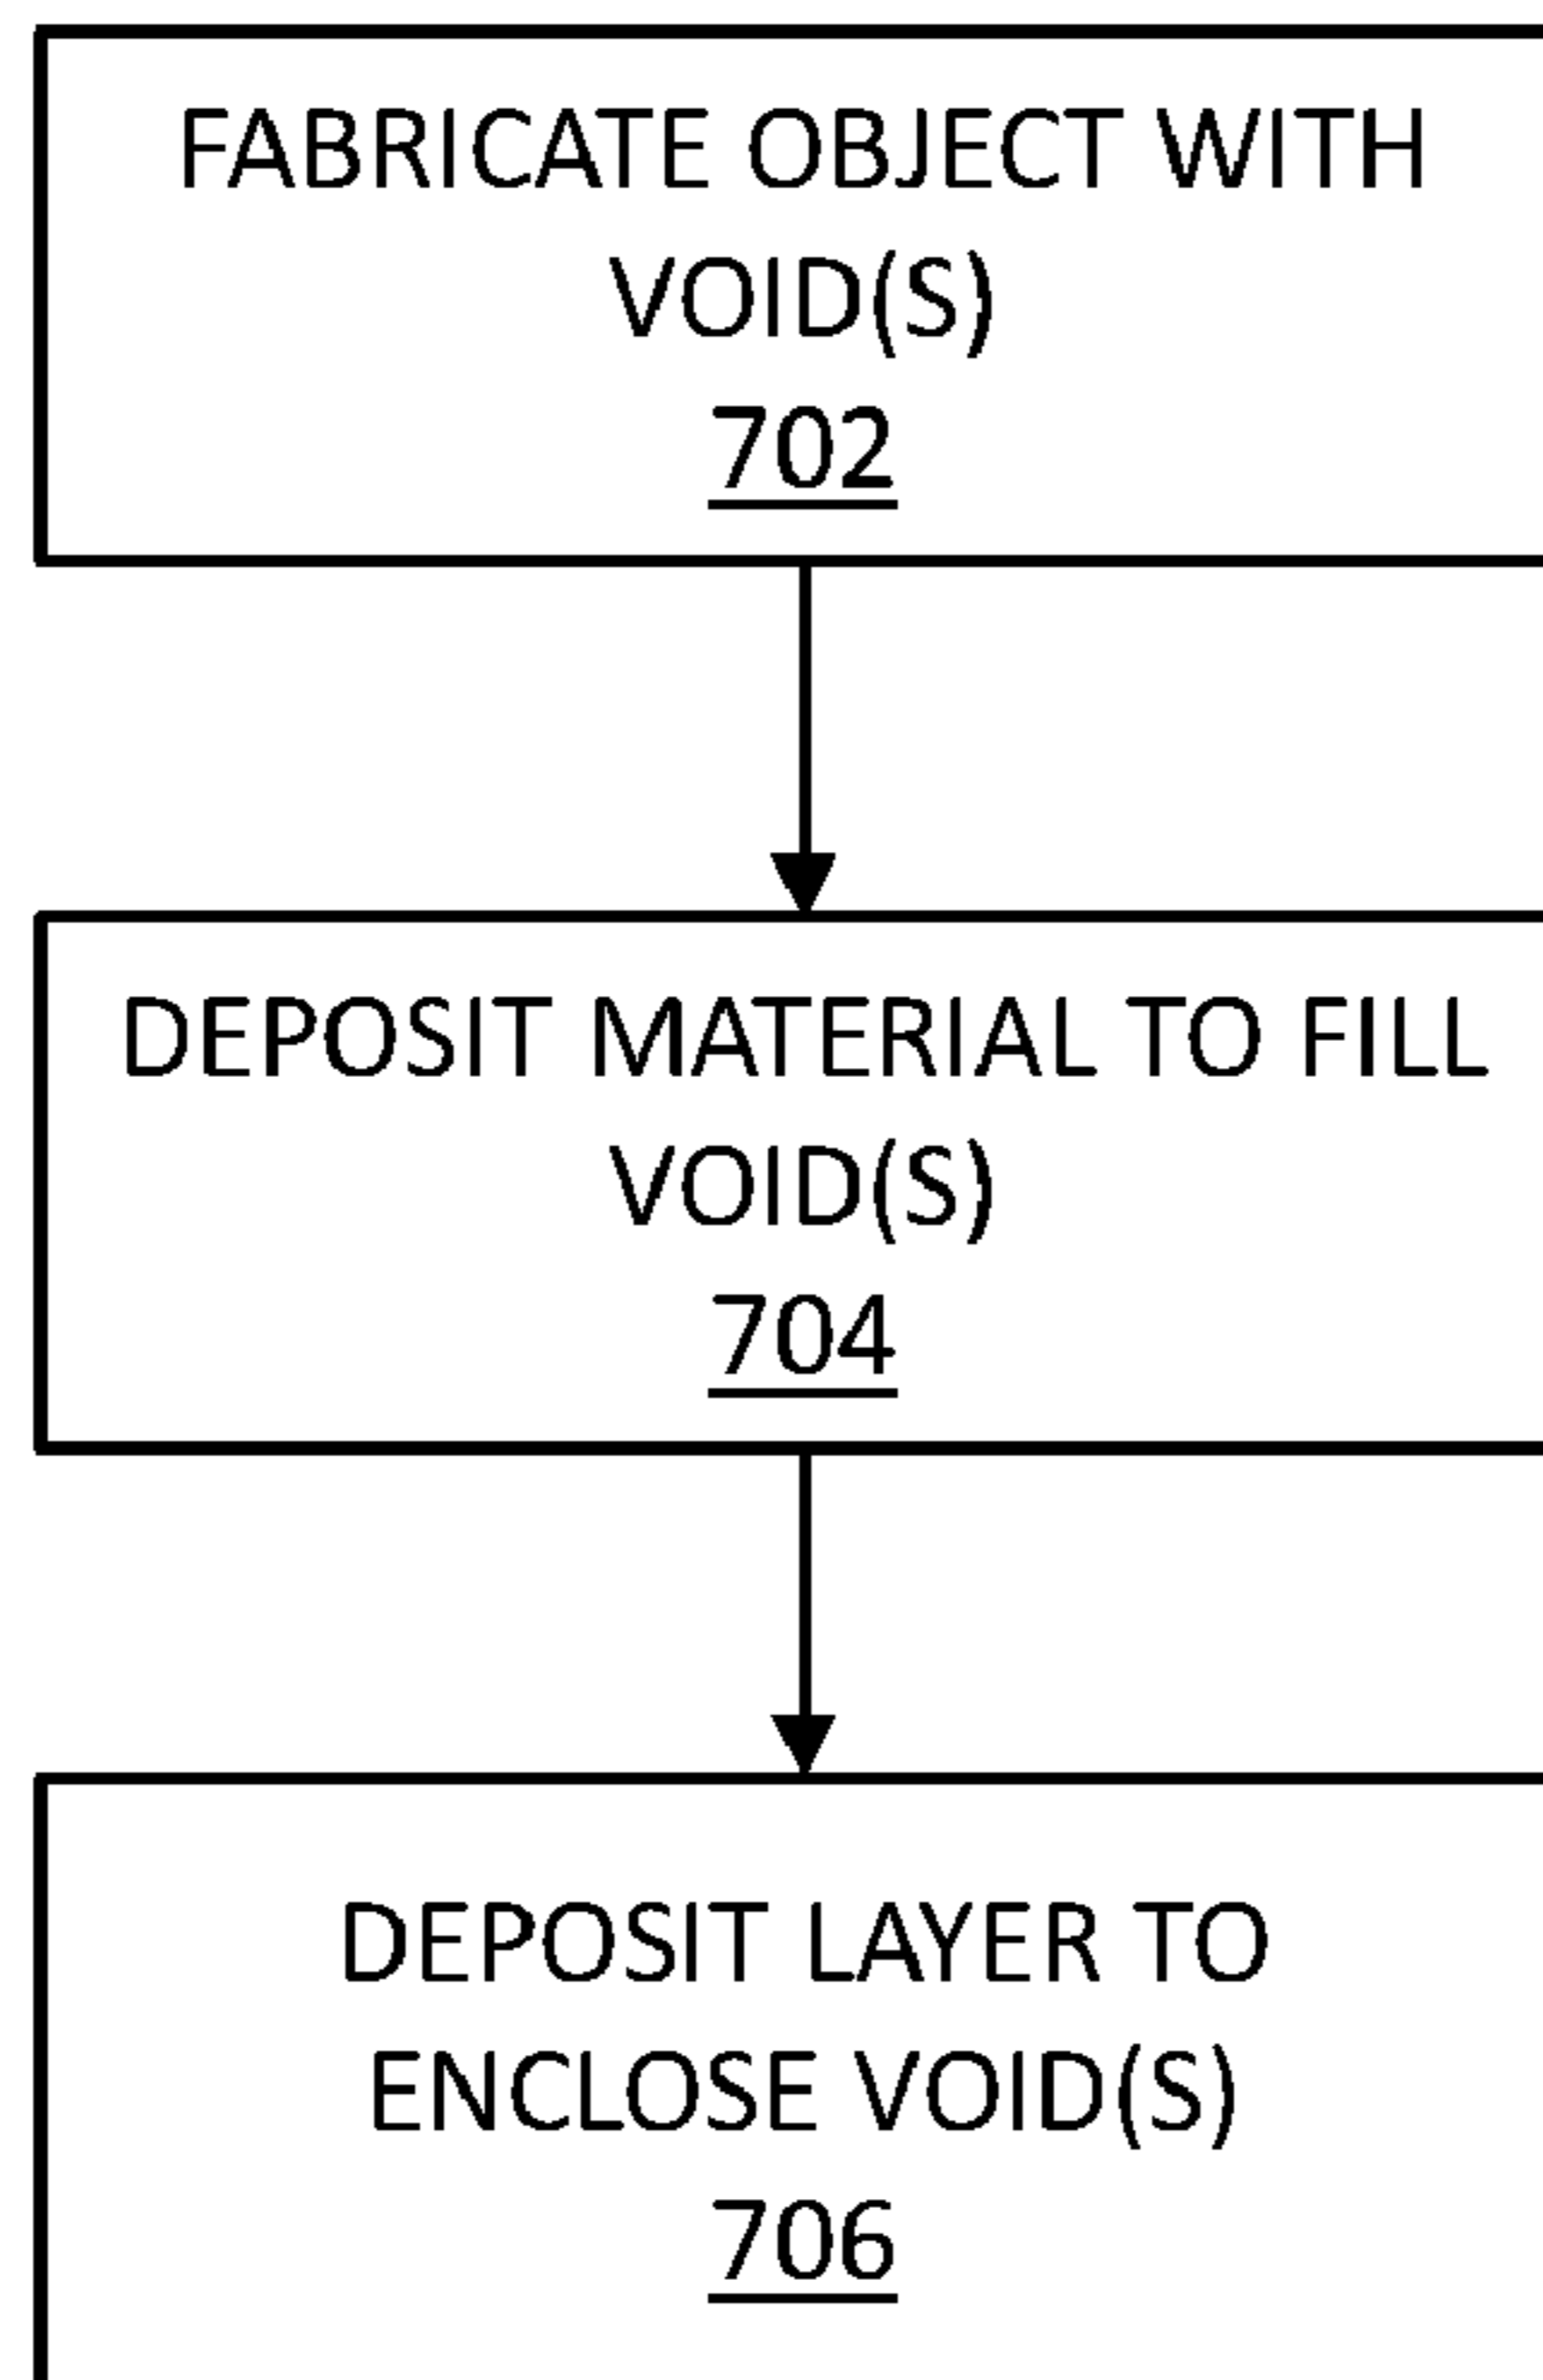 FABRICATE OBJECT WITH
VOID(S)
702
DEPOSIT MATERIAL TO FILL
VOID(S)
704
DEPOSIT LAYER TO
ENCLOSE VOID(S)
706